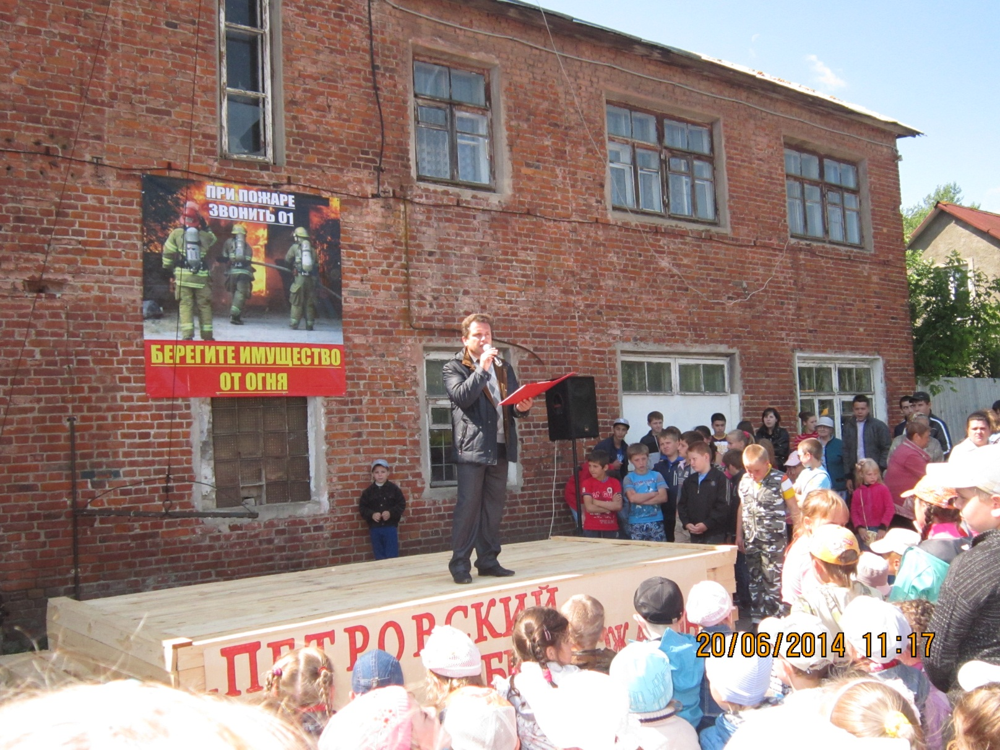 ПРИ ПОЖАРЕ
ЗВОНИТЬ 01
БЕРЕГИТЕ ИМУЩЕСТВО
ОТ ОГНЯ
ПЕТРОВСКИЙ
20/06/2014 11:17